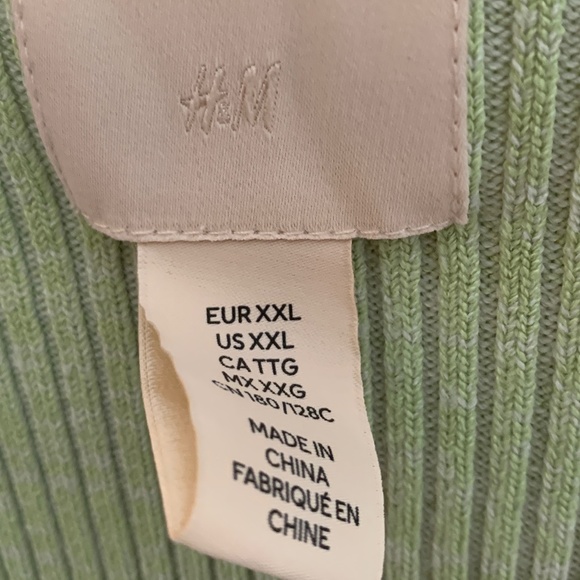 H&M
EUR XXL
US XXL
CA TTG
MX XXG
CN 180/128C
MADE IN
CHINA
FABRIQUÉ EN
CHINE